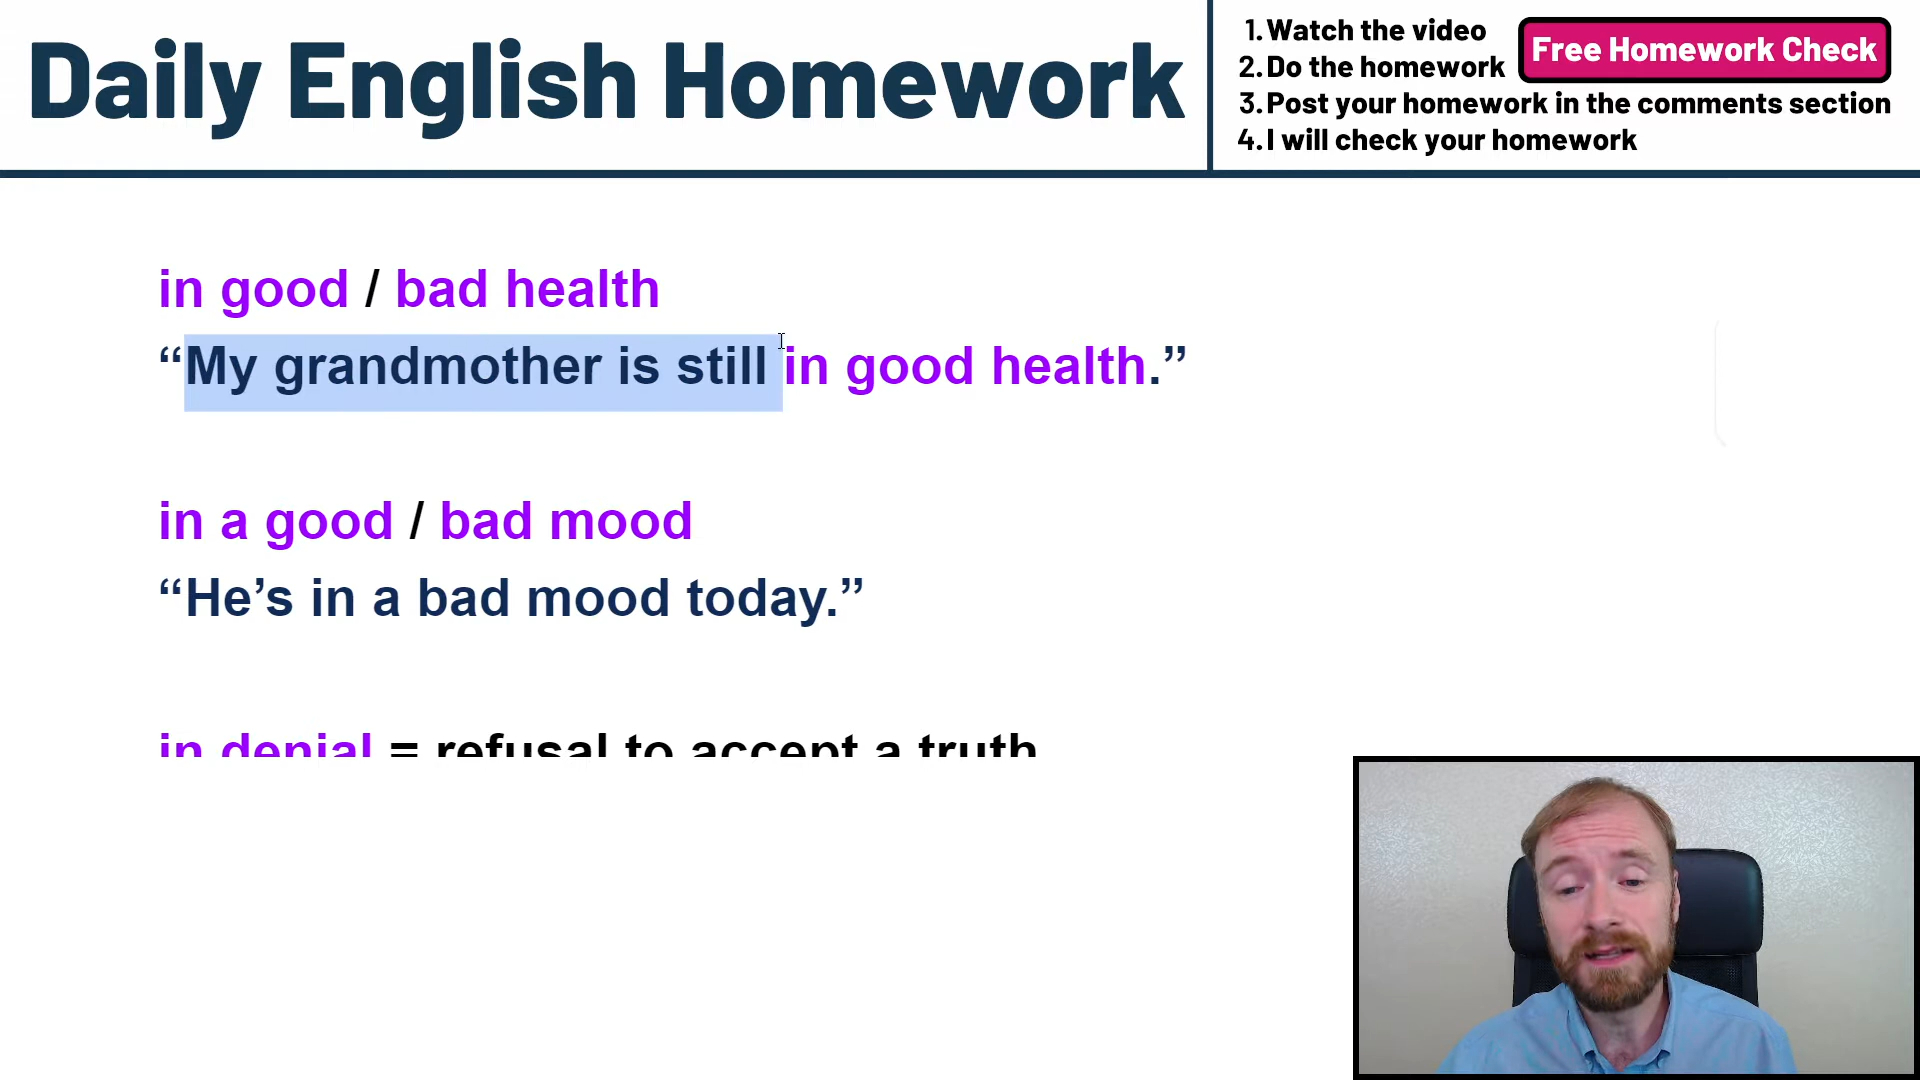 Daily English Homework
1. Watch the video
2. Do the homework
Free Homework Check
3. Post your homework in the comments section
4. I will check your homework
in good / bad health
“My grandmother is still in good health.”
in a good / bad mood
“He’s in a bad mood today.”
in denial = refusal to accept a truth